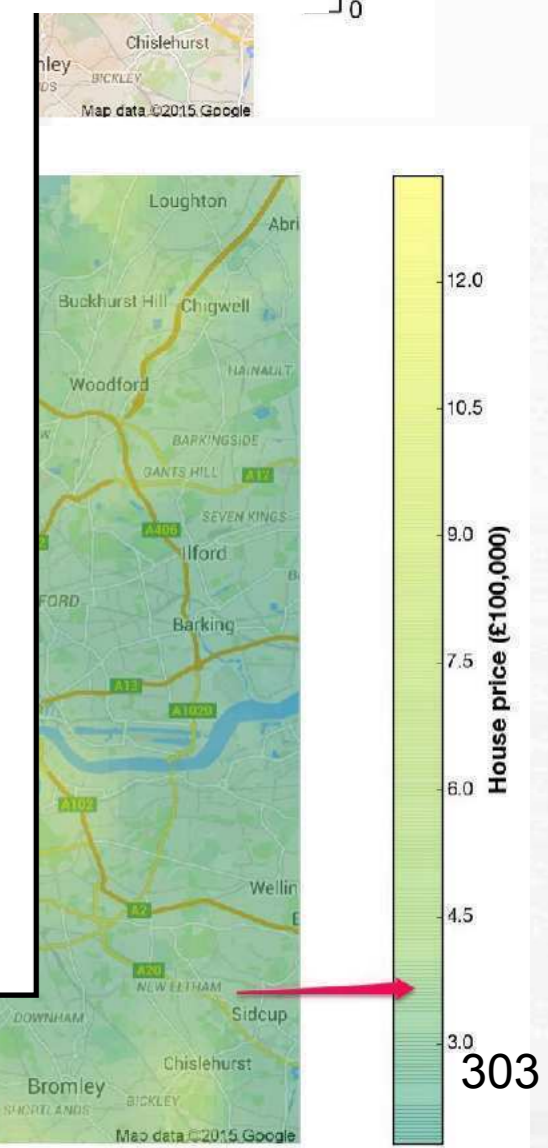 0
Chislehurst
BICKLEY
Map data ©2015 Google
Loughton
Abri
Buckhurst Hill
Chigwell
HAINAULT
Woodford
BARKINGSIDE
GANTS HILL
A12
SEVEN KINGS
A406
Ilford
FORD
Barking
A13
A1020
A102
Wellin
A2
A20
NEW ELTHAM
Sidcup
DOWNHAM
Chislehurst
Bromley
BICKLEY
SHORTLANDS
Map data ©2015 Google
12.0
10.5
9.0
7.5
6.0
4.5
3.0
House price (£100,000)
303